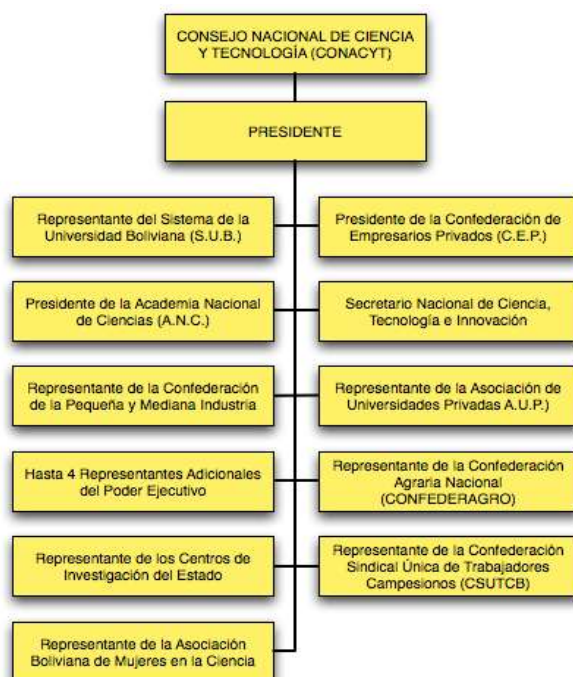 CONSEJO NACIONAL DE CIENCIA
Y TECNOLOGÍA (CONACYT)
PRESIDENTE
Representante del Sistema de la
Universidad Boliviana (S.U.B.)
Presidente de la Confederación de
Empresarios Privados (C.E.P.)
Presidente de la Academia Nacional
de Ciencias (A.N.C.)
Secretario Nacional de Ciencia,
Tecnología e Innovación
Representante de la Confederación
de la Pequeña y Mediana Industria
Representante de la Asociación de
Universidades Privadas A.U.P.)
Hasta 4 Representantes Adicionales
del Poder Ejecutivo
Representante de la Confederación
Agraria Nacional
(CONFEDERAGRO)
Representante de los Centros de
Investigación del Estado
Representante de la Confederación
Sindical Única de Trabajadores
Campesionos (CSUTCB)
Representante de la Asociación
Boliviana de Mujeres en la Ciencia